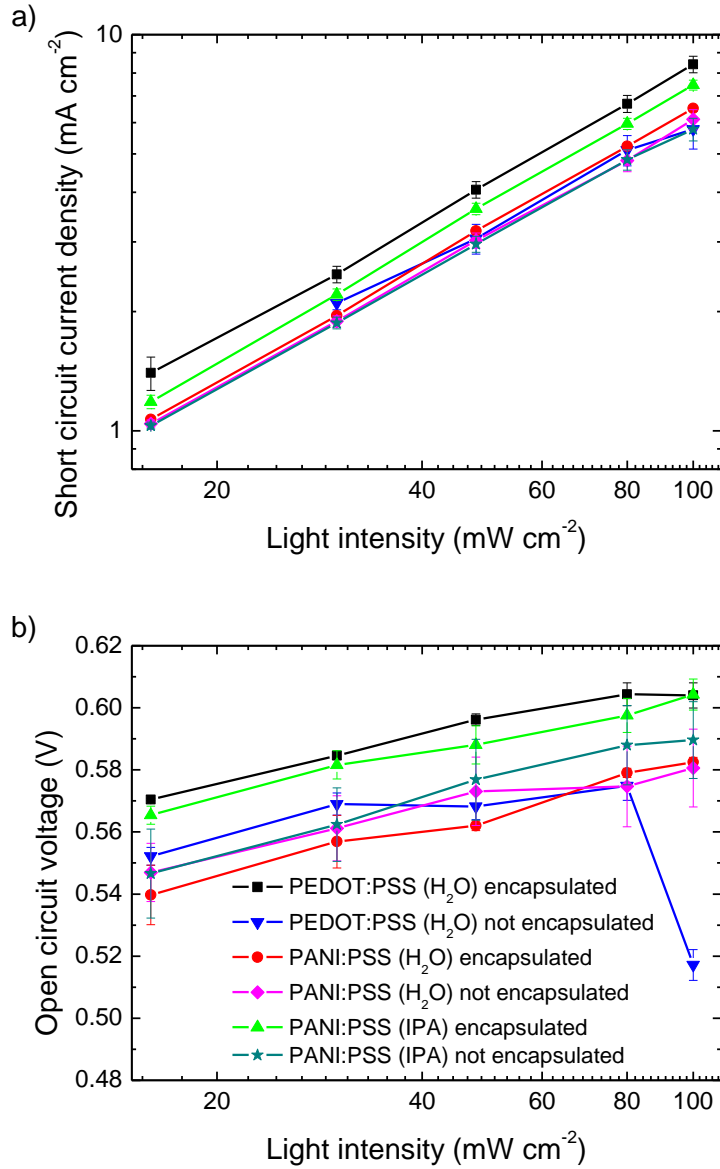 a)
10
1
Short circuit current density (mA cm⁻²)
20 40 60 80 100
Light intensity (mW cm⁻²)
b)
0.62
0.60
0.58
0.56
0.54
0.52
0.50
0.48
Open circuit voltage (V)
PEDOT:PSS (H₂O) encapsulated
PEDOT:PSS (H₂O) not encapsulated
PANI:PSS (H₂O) encapsulated
PANI:PSS (H₂O) not encapsulated
PANI:PSS (IPA) encapsulated
PANI:PSS (IPA) not encapsulated
20 40 60 80 100
Light intensity (mW cm⁻²)